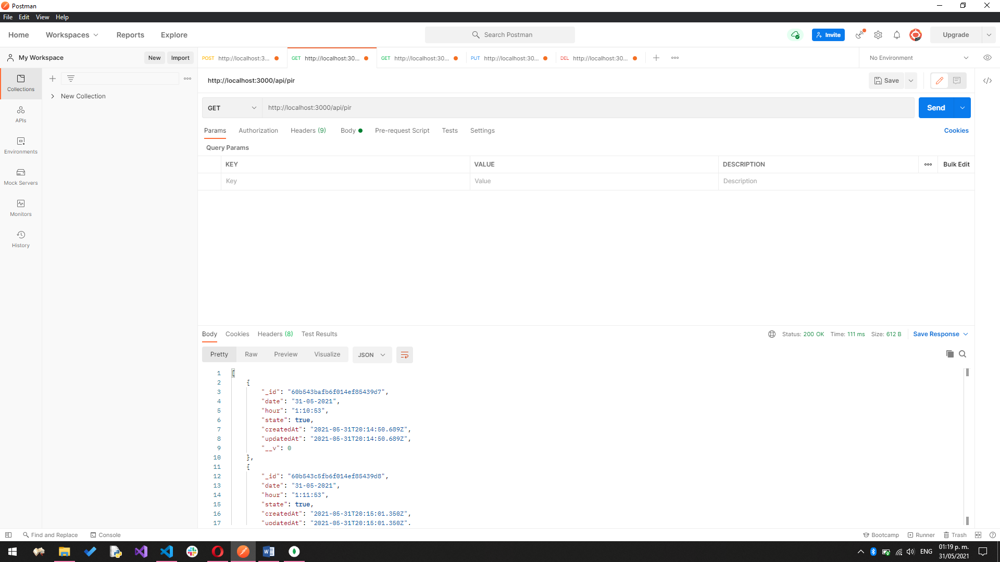 Postman
File Edit View Help
Home Workspaces Reports Explore Search Postman Invite Upgrade
My Workspace New Import POST http://localhost:3... GET http://localhost:30... GET http://localhost:30... PUT http://localhost:30... DEL http://localhost:30... No Environment
http://localhost:3000/api/pir Save
Collections
New Collection
GET http://localhost:3000/api/pir Send
APIs
Params Authorization Headers (9) Body Pre-request Script Tests Settings Cookies
Query Params
Environments
KEY VALUE DESCRIPTION Bulk Edit
Key Value Description
Mock Servers
Monitors
History
Body Cookies Headers (8) Test Results Status: 200 OK Time: 111 ms Size: 612 B Save Response
Pretty Raw Preview Visualize JSON
1 [
2 {
3 "_id": "60b543bafb6f014ef85439d7",
4 "date": "31-05-2021",
5 "hour": "1:10:53",
6 "state": true,
7 "createdAt": "2021-05-31T20:14:50.689Z",
8 "updatedAt": "2021-05-31T20:14:50.689Z",
9 "__v": 0
10 },
11 {
12 "_id": "60b543c5fb6f014ef85439d8",
13 "date": "31-05-2021",
14 "hour": "1:11:53",
15 "state": true,
16 "createdAt": "2021-05-31T20:15:01.350Z",
17 "updatedAt": "2021-05-31T20:15:01.350Z",
Find and Replace Console Bootcamp Runner Trash
ENG 01:19 p. m.
31/05/2021